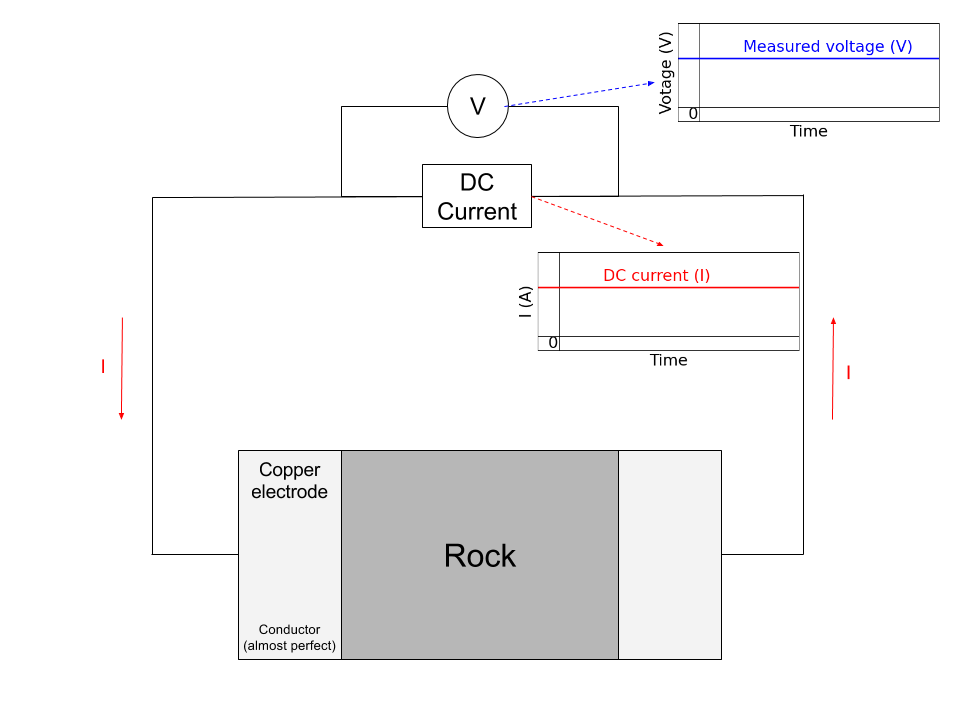 Measured voltage (V)
Votage (V)
0
Time
V
DC
Current
DC current (I)
I (A)
0
Time
I
I
Copper
electrode
Rock
Conductor
(almost perfect)